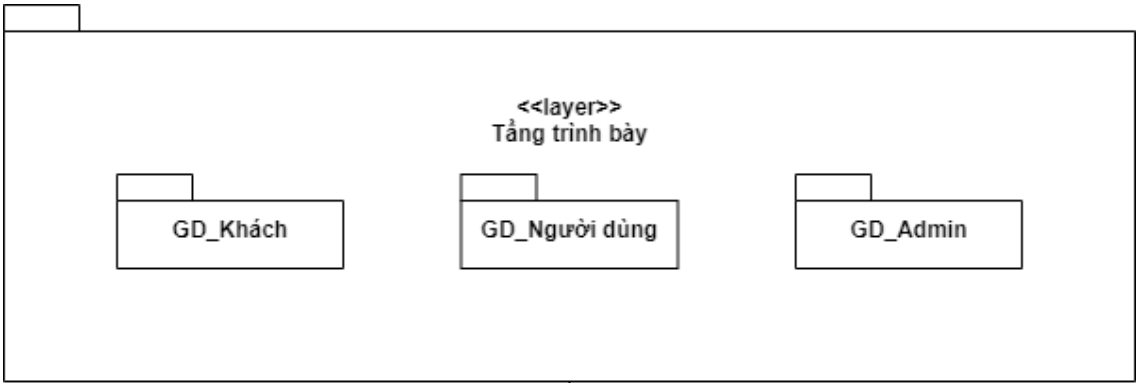 <<layer>>
Tầng trình bày
GD_Khách
GD_Người dùng
GD_Admin